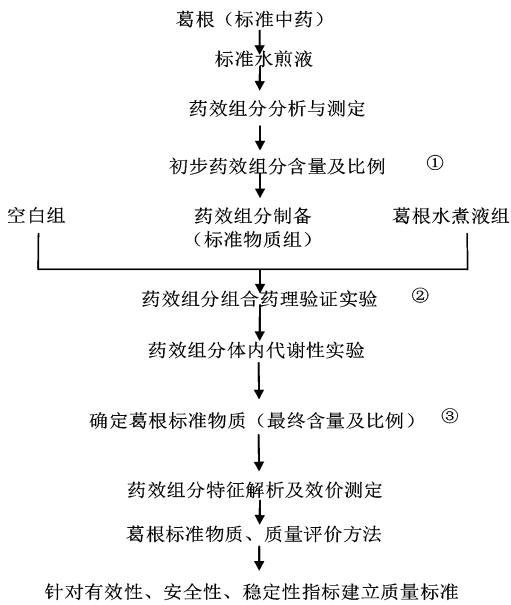 葛根（标准中药）
标准水煎液
药效组分分析与测定
初步药效组分含量及比例 ①
空白组 药效组分制备 葛根水煮液组
（标准物质组）
药效组分组合药理验证实验 ②
药效组分体内代谢性实验
确定葛根标准物质（最终含量及比例） ③
药效组分特征解析及效价测定
葛根标准物质、质量评价方法
针对有效性、安全性、稳定性指标建立质量标准